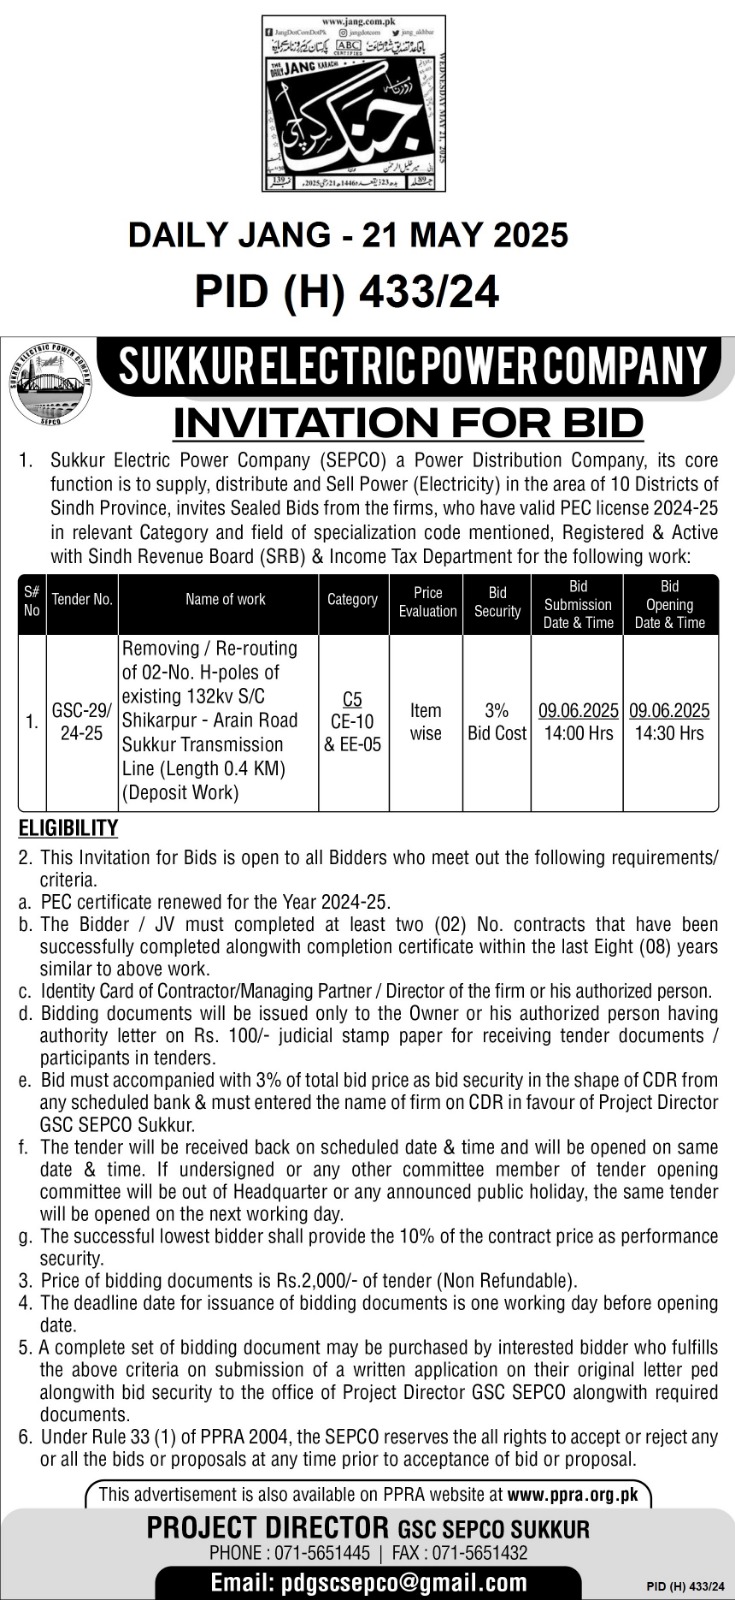 www.jang.com.pk
JangDotComDotPk jangdotcom jang_akhbar
ABC
CERTIFIED
THE DAILY JANG KARACHI
روزنامہ
جنگ
کراچی
WEDNESDAY MAY 21, 2025
میر خلیل الرحمٰن
DAILY JANG - 21 MAY 2025
PID (H) 433/24
SUKKUR ELECTRIC POWER COMPANY
SEPCO
SUKKUR ELECTRIC POWER COMPANY
INVITATION FOR BID
1. Sukkur Electric Power Company (SEPCO) a Power Distribution Company, its core
function is to supply, distribute and Sell Power (Electricity) in the area of 10 Districts of
Sindh Province, invites Sealed Bids from the firms, who have valid PEC license 2024-25
in relevant Category and field of specialization code mentioned, Registered & Active
with Sindh Revenue Board (SRB) & Income Tax Department for the following work:
S# No Tender No. Name of work Category Price Evaluation Bid Security Bid Submission Date & Time Bid Opening Date & Time
1. GSC-29/ 24-25
Removing / Re-routing
of 02-No. H-poles of
existing 132kv S/C
Shikarpur - Arain Road
Sukkur Transmission
Line (Length 0.4 KM)
(Deposit Work)
C5
CE-10
& EE-05
Item
wise
3%
Bid Cost
09.06.2025
14:00 Hrs
09.06.2025
14:30 Hrs
ELIGIBILITY
2. This Invitation for Bids is open to all Bidders who meet out the following requirements/
criteria.
a. PEC certificate renewed for the Year 2024-25.
b. The Bidder / JV must completed at least two (02) No. contracts that have been
successfully completed alongwith completion certificate within the last Eight (08) years
similar to above work.
c. Identity Card of Contractor/Managing Partner / Director of the firm or his authorized person.
d. Bidding documents will be issued only to the Owner or his authorized person having
authority letter on Rs. 100/- judicial stamp paper for receiving tender documents /
participants in tenders.
e. Bid must accompanied with 3% of total bid price as bid security in the shape of CDR from
any scheduled bank & must entered the name of firm on CDR in favour of Project Director
GSC SEPCO Sukkur.
f. The tender will be received back on scheduled date & time and will be opened on same
date & time. If undersigned or any other committee member of tender opening
committee will be out of Headquarter or any announced public holiday, the same tender
will be opened on the next working day.
g. The successful lowest bidder shall provide the 10% of the contract price as performance
security.
3. Price of bidding documents is Rs.2,000/- of tender (Non Refundable).
4. The deadline date for issuance of bidding documents is one working day before opening
date.
5. A complete set of bidding document may be purchased by interested bidder who fulfills
the above criteria on submission of a written application on their original letter ped
alongwith bid security to the office of Project Director GSC SEPCO alongwith required
documents.
6. Under Rule 33 (1) of PPRA 2004, the SEPCO reserves the all rights to accept or reject any
or all the bids or proposals at any time prior to acceptance of bid or proposal.
This advertisement is also available on PPRA website at www.ppra.org.pk
PROJECT DIRECTOR GSC SEPCO SUKKUR
PHONE : 071-5651445 | FAX : 071-5651432
Email: pdgscsepco@gmail.com
PID (H) 433/24